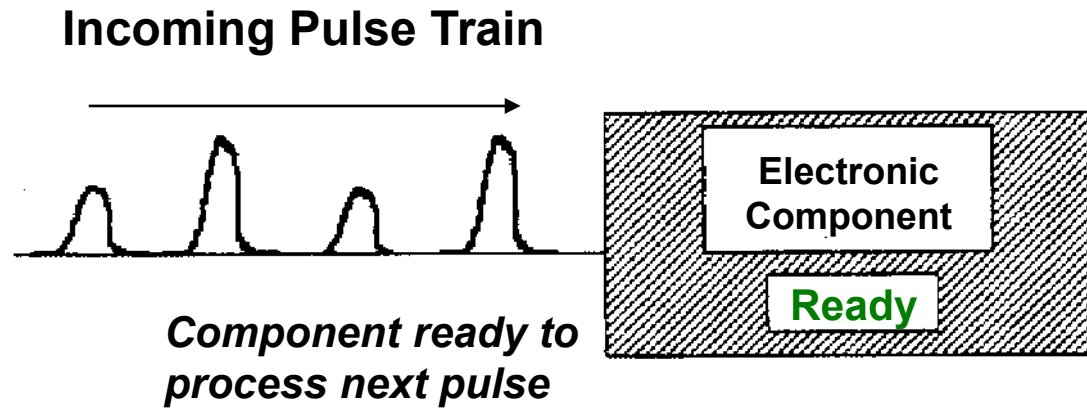 Incoming Pulse Train
Electronic
Component
Ready
Component ready to
process next pulse